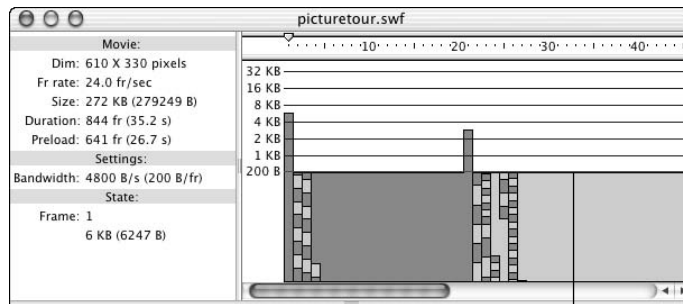 picturetour.swf
Movie:
Dim: 610 X 330 pixels
Fr rate: 24.0 fr/sec
Size: 272 KB (279249 B)
Duration: 844 fr (35.2 s)
Preload: 641 fr (26.7 s)
Settings:
Bandwidth: 4800 B/s (200 B/fr)
State:
Frame: 1
6 KB (6247 B)
10 20 30 40
32 KB
16 KB
8 KB
4 KB
2 KB
1 KB
200 B